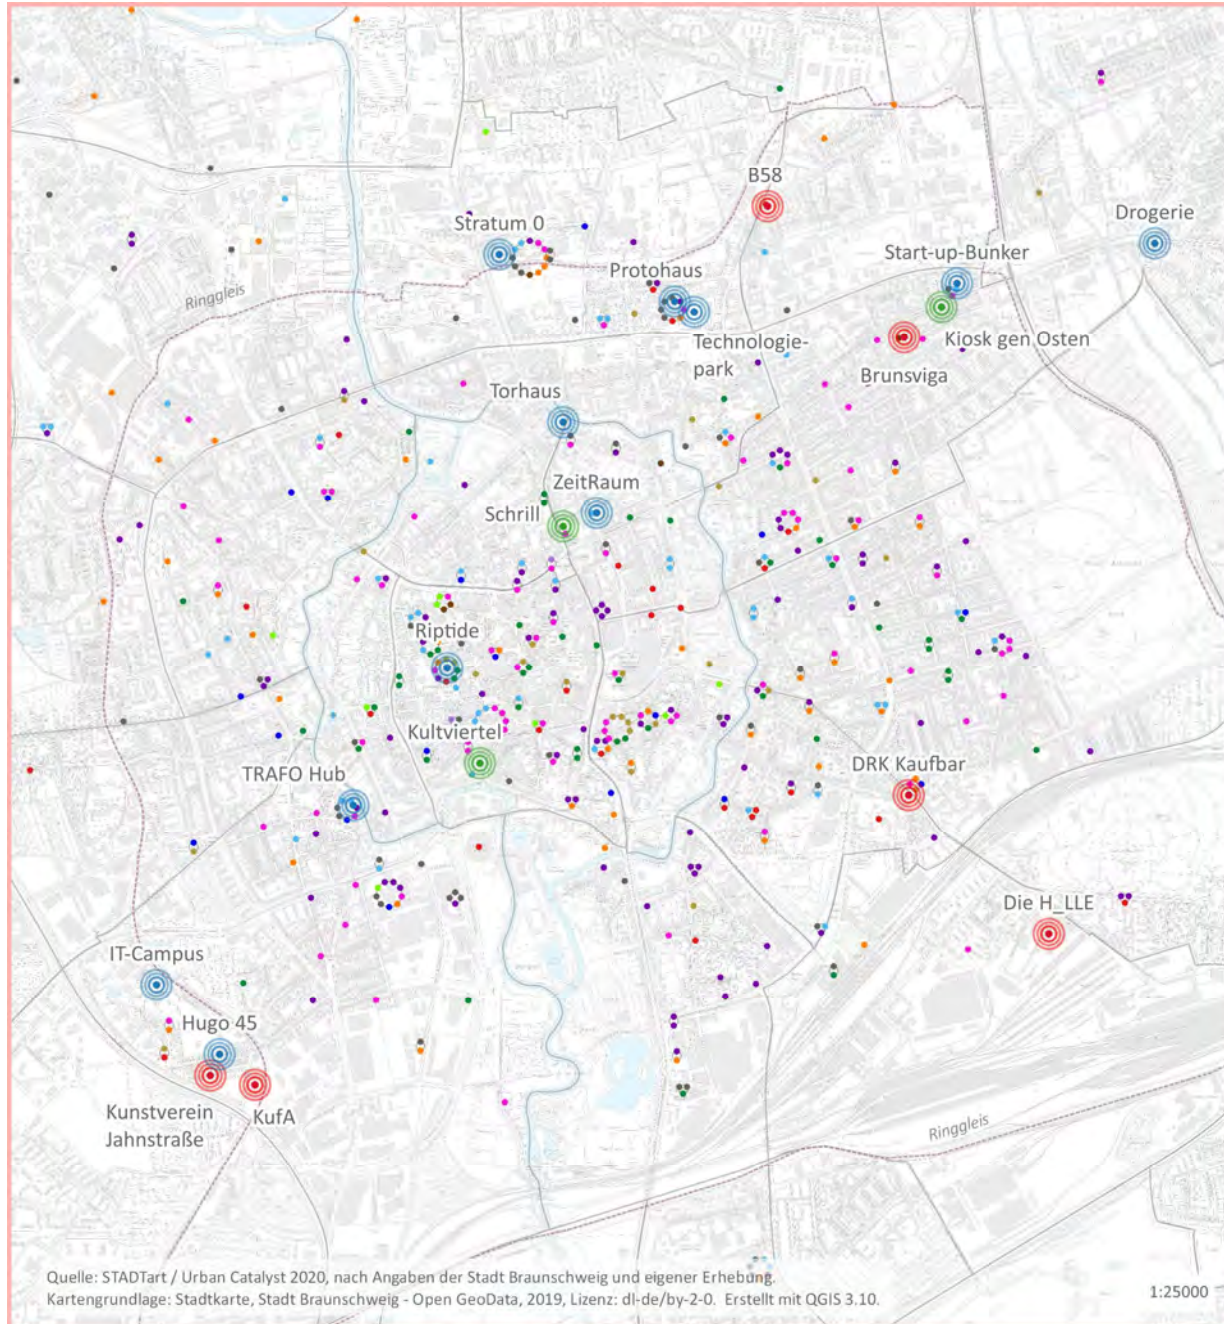 B58
Drogerie
Stratum 0
Start-up-Bunker
Protohaus
Ringgleis
Kiosk gen Osten
Technologie-
park
Brunsviga
Torhaus
ZeitRaum
Schrill
Riptide
Kultviertel
DRK Kaufbar
TRAFO Hub
Die H_LLE
IT-Campus
Hugo 45
Kunstverein
Jahnstraße
KufA
Ringgleis
Quelle: STADTart / Urban Catalyst 2020, nach Angaben der Stadt Braunschweig und eigener Erhebung.
Kartengrundlage: Stadtkarte, Stadt Braunschweig - Open GeoData, 2019, Lizenz: dl-de/by-2-0. Erstellt mit QGIS 3.10.
1:25000